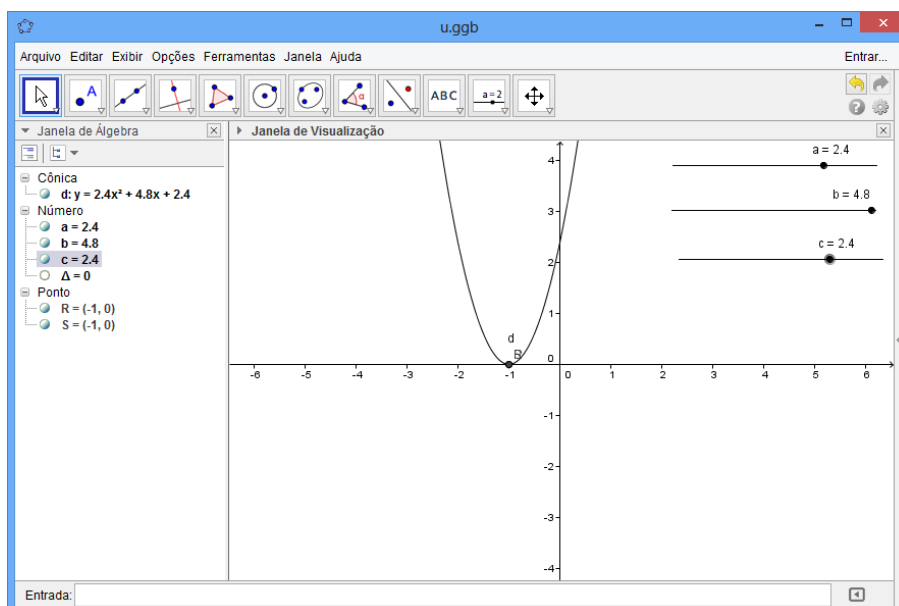 u.ggb
Arquivo Editar Exibir Opções Ferramentas Janela Ajuda
Entrar...
A
α
ABC
a=2
Janela de Álgebra
Janela de Visualização
Cônica
d: y = 2.4x² + 4.8x + 2.4
Número
a = 2.4
b = 4.8
c = 2.4
Δ = 0
Ponto
R = (-1, 0)
S = (-1, 0)
a = 2.4
b = 4.8
c = 2.4
4
3
2
1
0
-1
-2
-3
-4
d
-6 -5 -4 -3 -2 -1 0 1 2 3 4 5 6
Entrada: